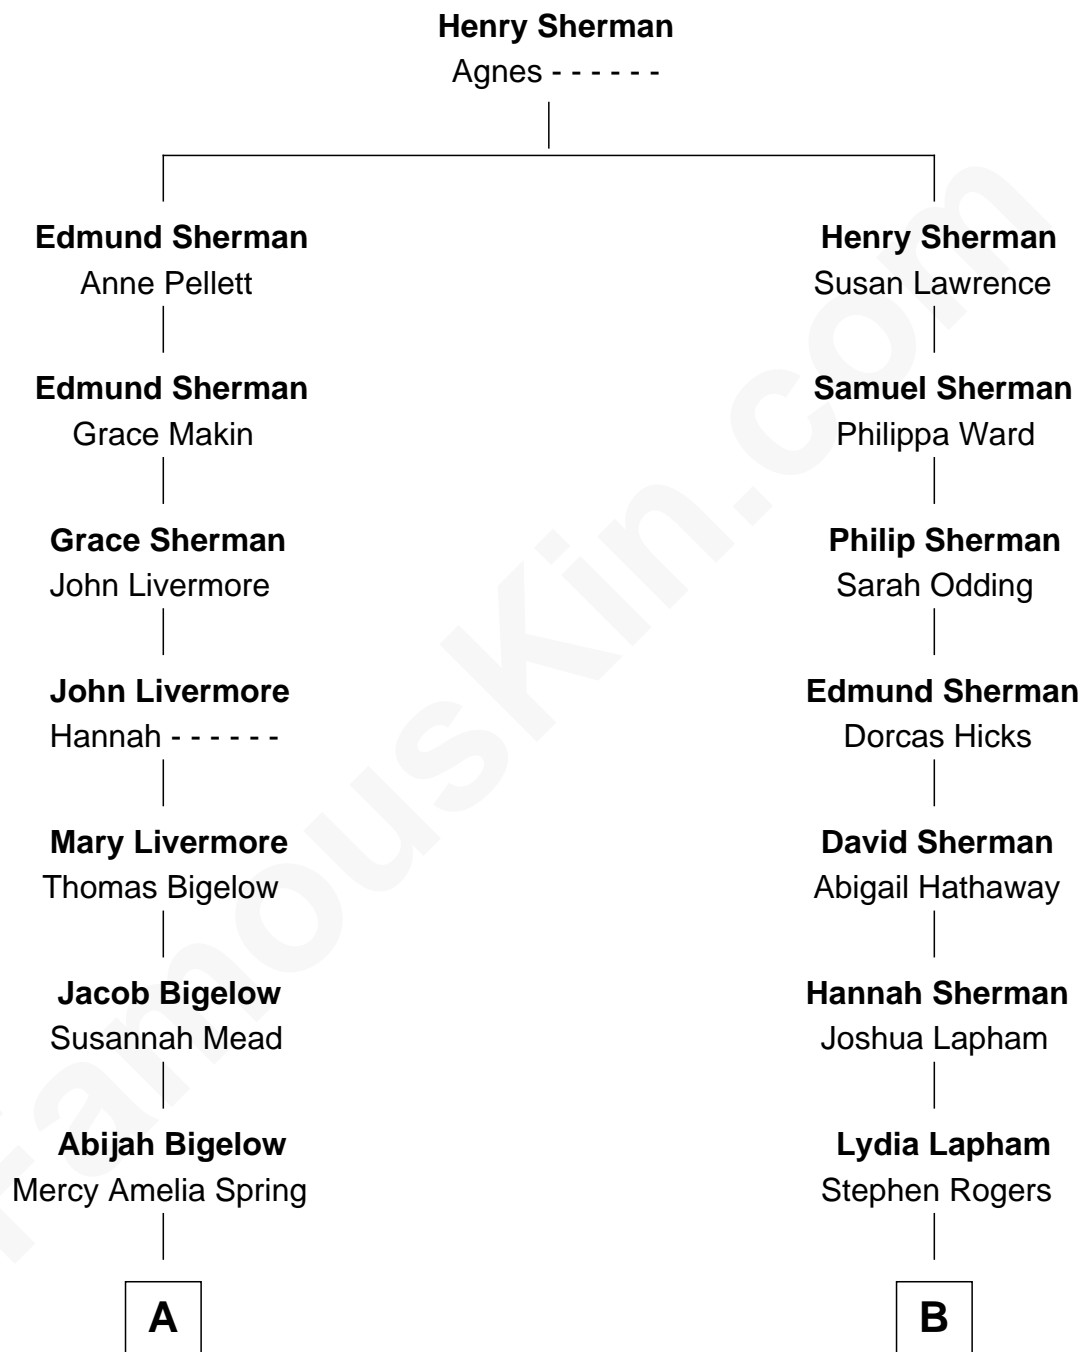 Henry Sherman
Agnes - - - - - -
Edmund Sherman
Anne Pellett
Henry Sherman
Susan Lawrence
Edmund Sherman
Grace Makin
Samuel Sherman
Philippa Ward
Grace Sherman
John Livermore
Philip Sherman
Sarah Odding
John Livermore
Hannah - - - - - -
Edmund Sherman
Dorcas Hicks
Mary Livermore
Thomas Bigelow
David Sherman
Abigail Hathaway
Jacob Bigelow
Susannah Mead
Hannah Sherman
Joshua Lapham
Abijah Bigelow
Mercy Amelia Spring
Lydia Lapham
Stephen Rogers
A
B
FamousKin.com